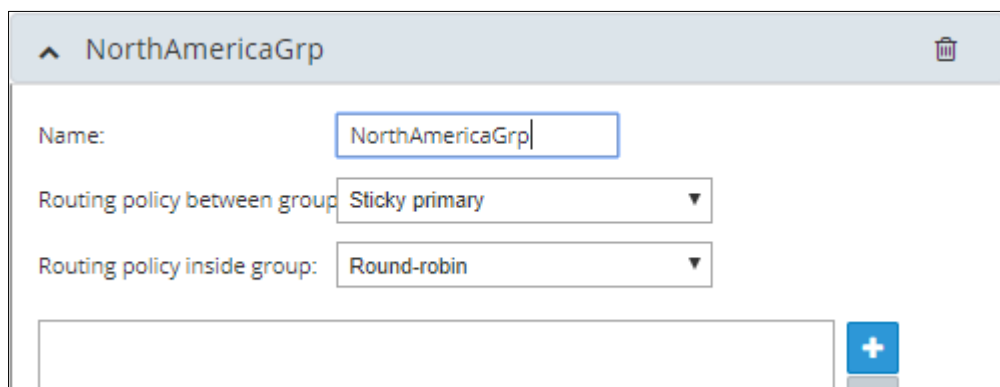 NorthAmericaGrp
Name: NorthAmericaGrp
Routing policy between group Sticky primary
Routing policy inside group: Round-robin